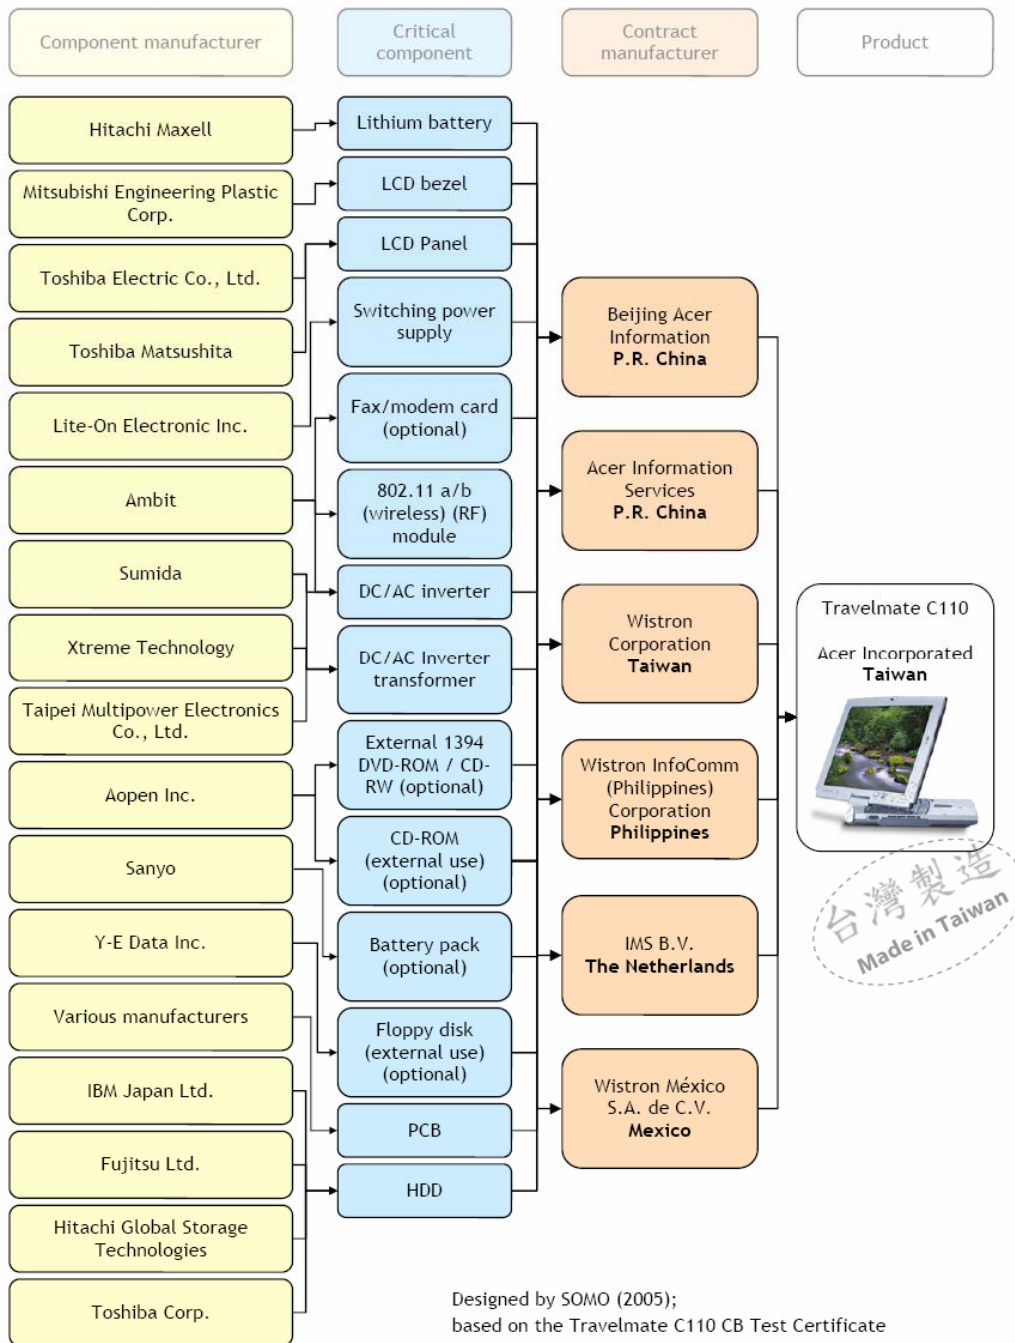 Component manufacturer
Critical
component
Contract
manufacturer
Product
Hitachi Maxell
Mitsubishi Engineering Plastic
Corp.
Toshiba Electric Co., Ltd.
Toshiba Matsushita
Lite-On Electronic Inc.
Ambit
Sumida
Xtreme Technology
Taipei Multipower Electronics
Co., Ltd.
Aopen Inc.
Sanyo
Y-E Data Inc.
Various manufacturers
IBM Japan Ltd.
Fujitsu Ltd.
Hitachi Global Storage
Technologies
Toshiba Corp.
Lithium battery
LCD bezel
LCD Panel
Switching power
supply
Fax/modem card
(optional)
802.11 a/b
(wireless) (RF)
module
DC/AC inverter
DC/AC Inverter
transformer
External 1394
DVD-ROM / CD-
RW (optional)
CD-ROM
(external use)
(optional)
Battery pack
(optional)
Floppy disk
(external use)
(optional)
PCB
HDD
Beijing Acer
Information
P.R. China
Acer Information
Services
P.R. China
Wistron
Corporation
Taiwan
Wistron InfoComm
(Philippines)
Corporation
Philippines
IMS B.V.
The Netherlands
Wistron México
S.A. de C.V.
Mexico
Travelmate C110
Acer Incorporated
Taiwan
台灣製造
Made in Taiwan
Designed by SOMO (2005);
based on the Travelmate C110 CB Test Certificate